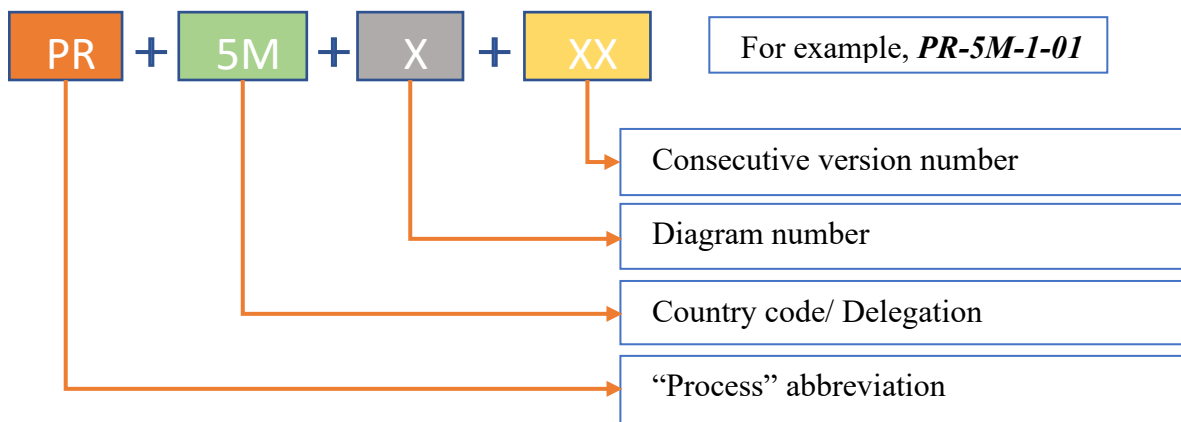 PR + 5M + X + XX
For example, PR-5M-1-01
Consecutive version number
Diagram number
Country code/ Delegation
“Process” abbreviation